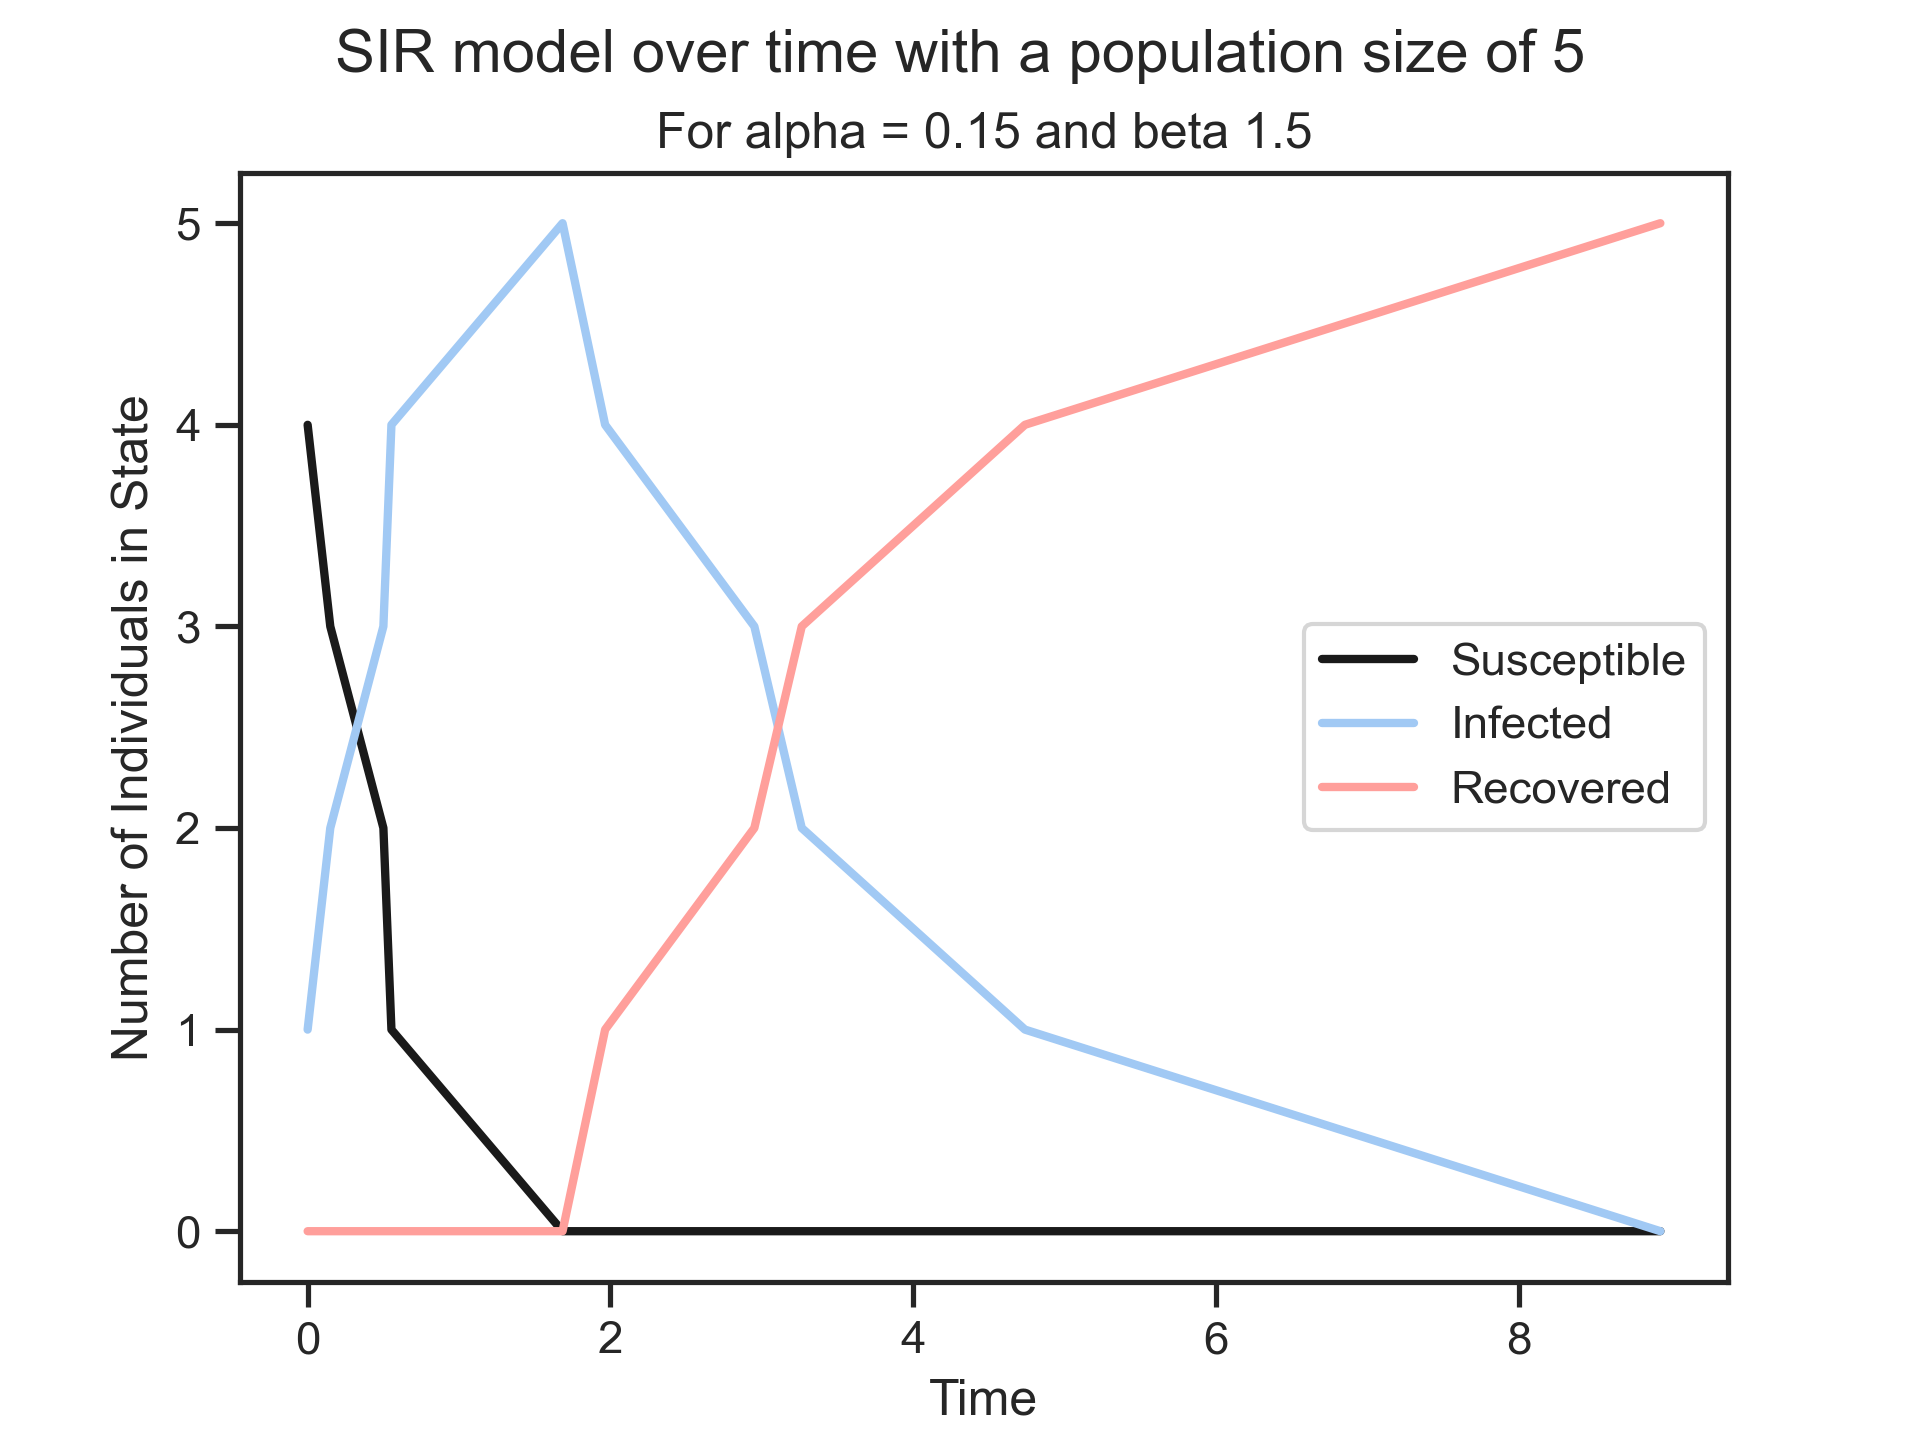 SIR model over time with a population size of 5
For alpha = 0.15 and beta 1.5
Number of Individuals in State
5
4
3
2
1
0
Susceptible
Infected
Recovered
0 2 4 6 8
Time